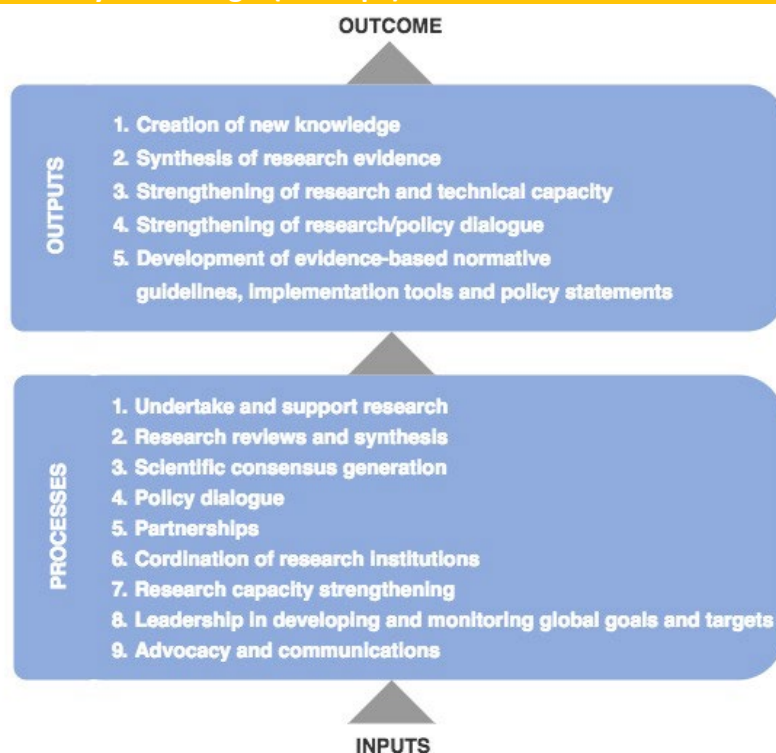 OUTCOME
OUTPUTS
1. Creation of new knowledge
2. Synthesis of research evidence
3. Strengthening of research and technical capacity
4. Strengthening of research/policy dialogue
5. Development of evidence-based normative
guidelines, implementation tools and policy statements
PROCESSES
1. Undertake and support research
2. Research reviews and synthesis
3. Scientific consensus generation
4. Policy dialogue
5. Partnerships
6. Cordination of research institutions
7. Research capacity strengthening
8. Leadership in developing and monitoring global goals and targets
9. Advocacy and communications
INPUTS